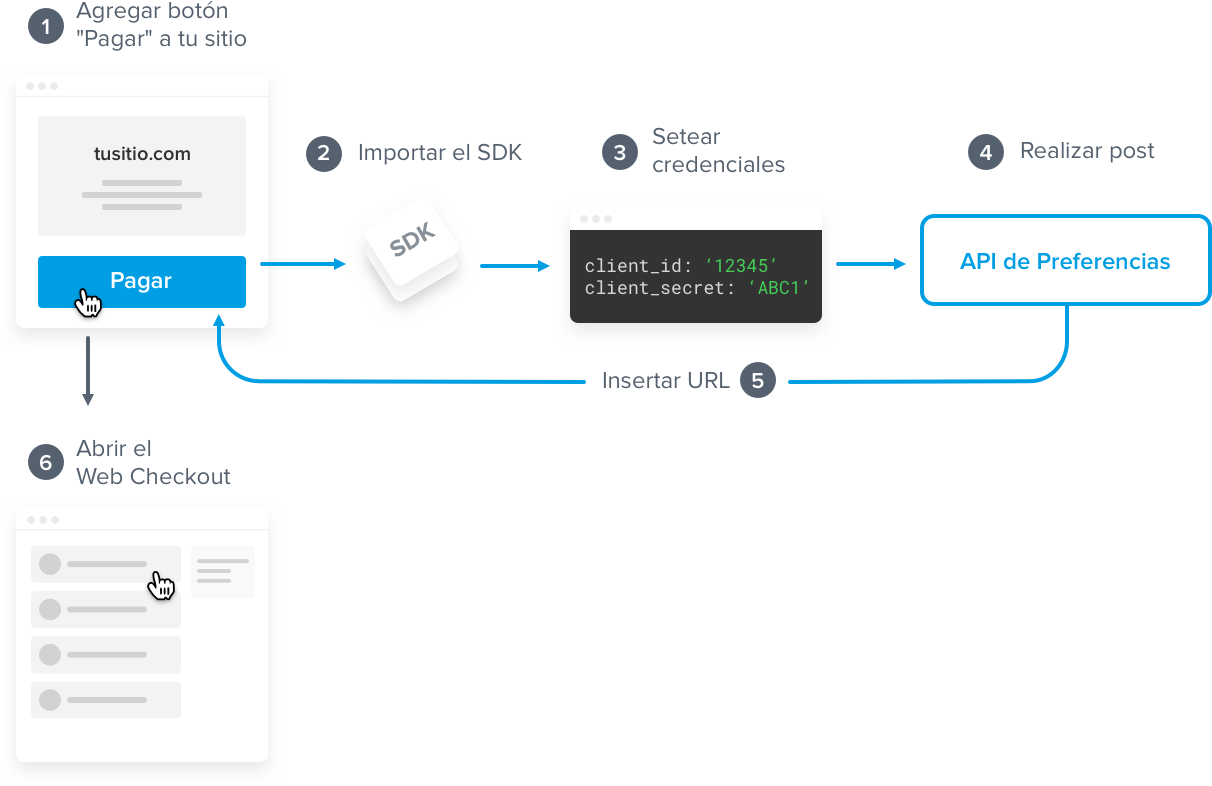 1
Agregar botón
"Pagar" a tu sitio
tusitio.com
Pagar
2
Importar el SDK
SDK
3
Setear
credenciales
client_id: ‘12345’
client_secret: ‘ABC1’
4
Realizar post
API de Preferencias
Insertar URL 5
6
Abrir el
Web Checkout